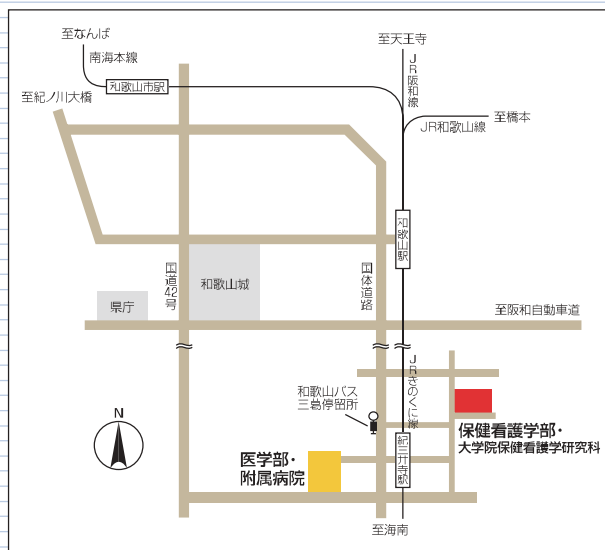 至なんば
南海本線
和歌山市駅
至紀ノ川大橋
至天王寺
JR阪和線
至橋本
JR和歌山線
和歌山駅
国道42号
和歌山城
国体道路
県庁
至阪和自動車道
JRきのくに線
和歌山バス
三葛停留所
N
保健看護学部・
大学院保健看護学研究科
紀三井寺駅
医学部・
附属病院
至海南